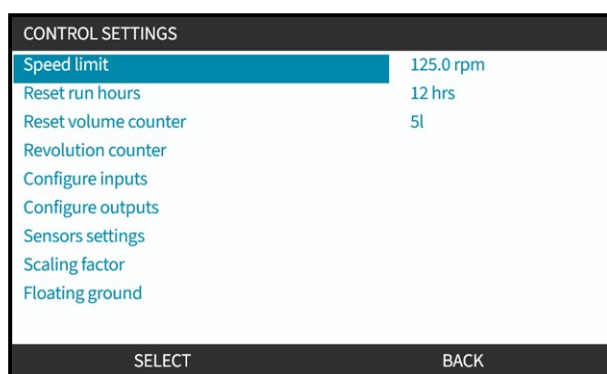 CONTROL SETTINGS
Speed limit 125.0 rpm
Reset run hours 12 hrs
Reset volume counter 5l
Revolution counter
Configure inputs
Configure outputs
Sensors settings
Scaling factor
Floating ground
SELECT BACK